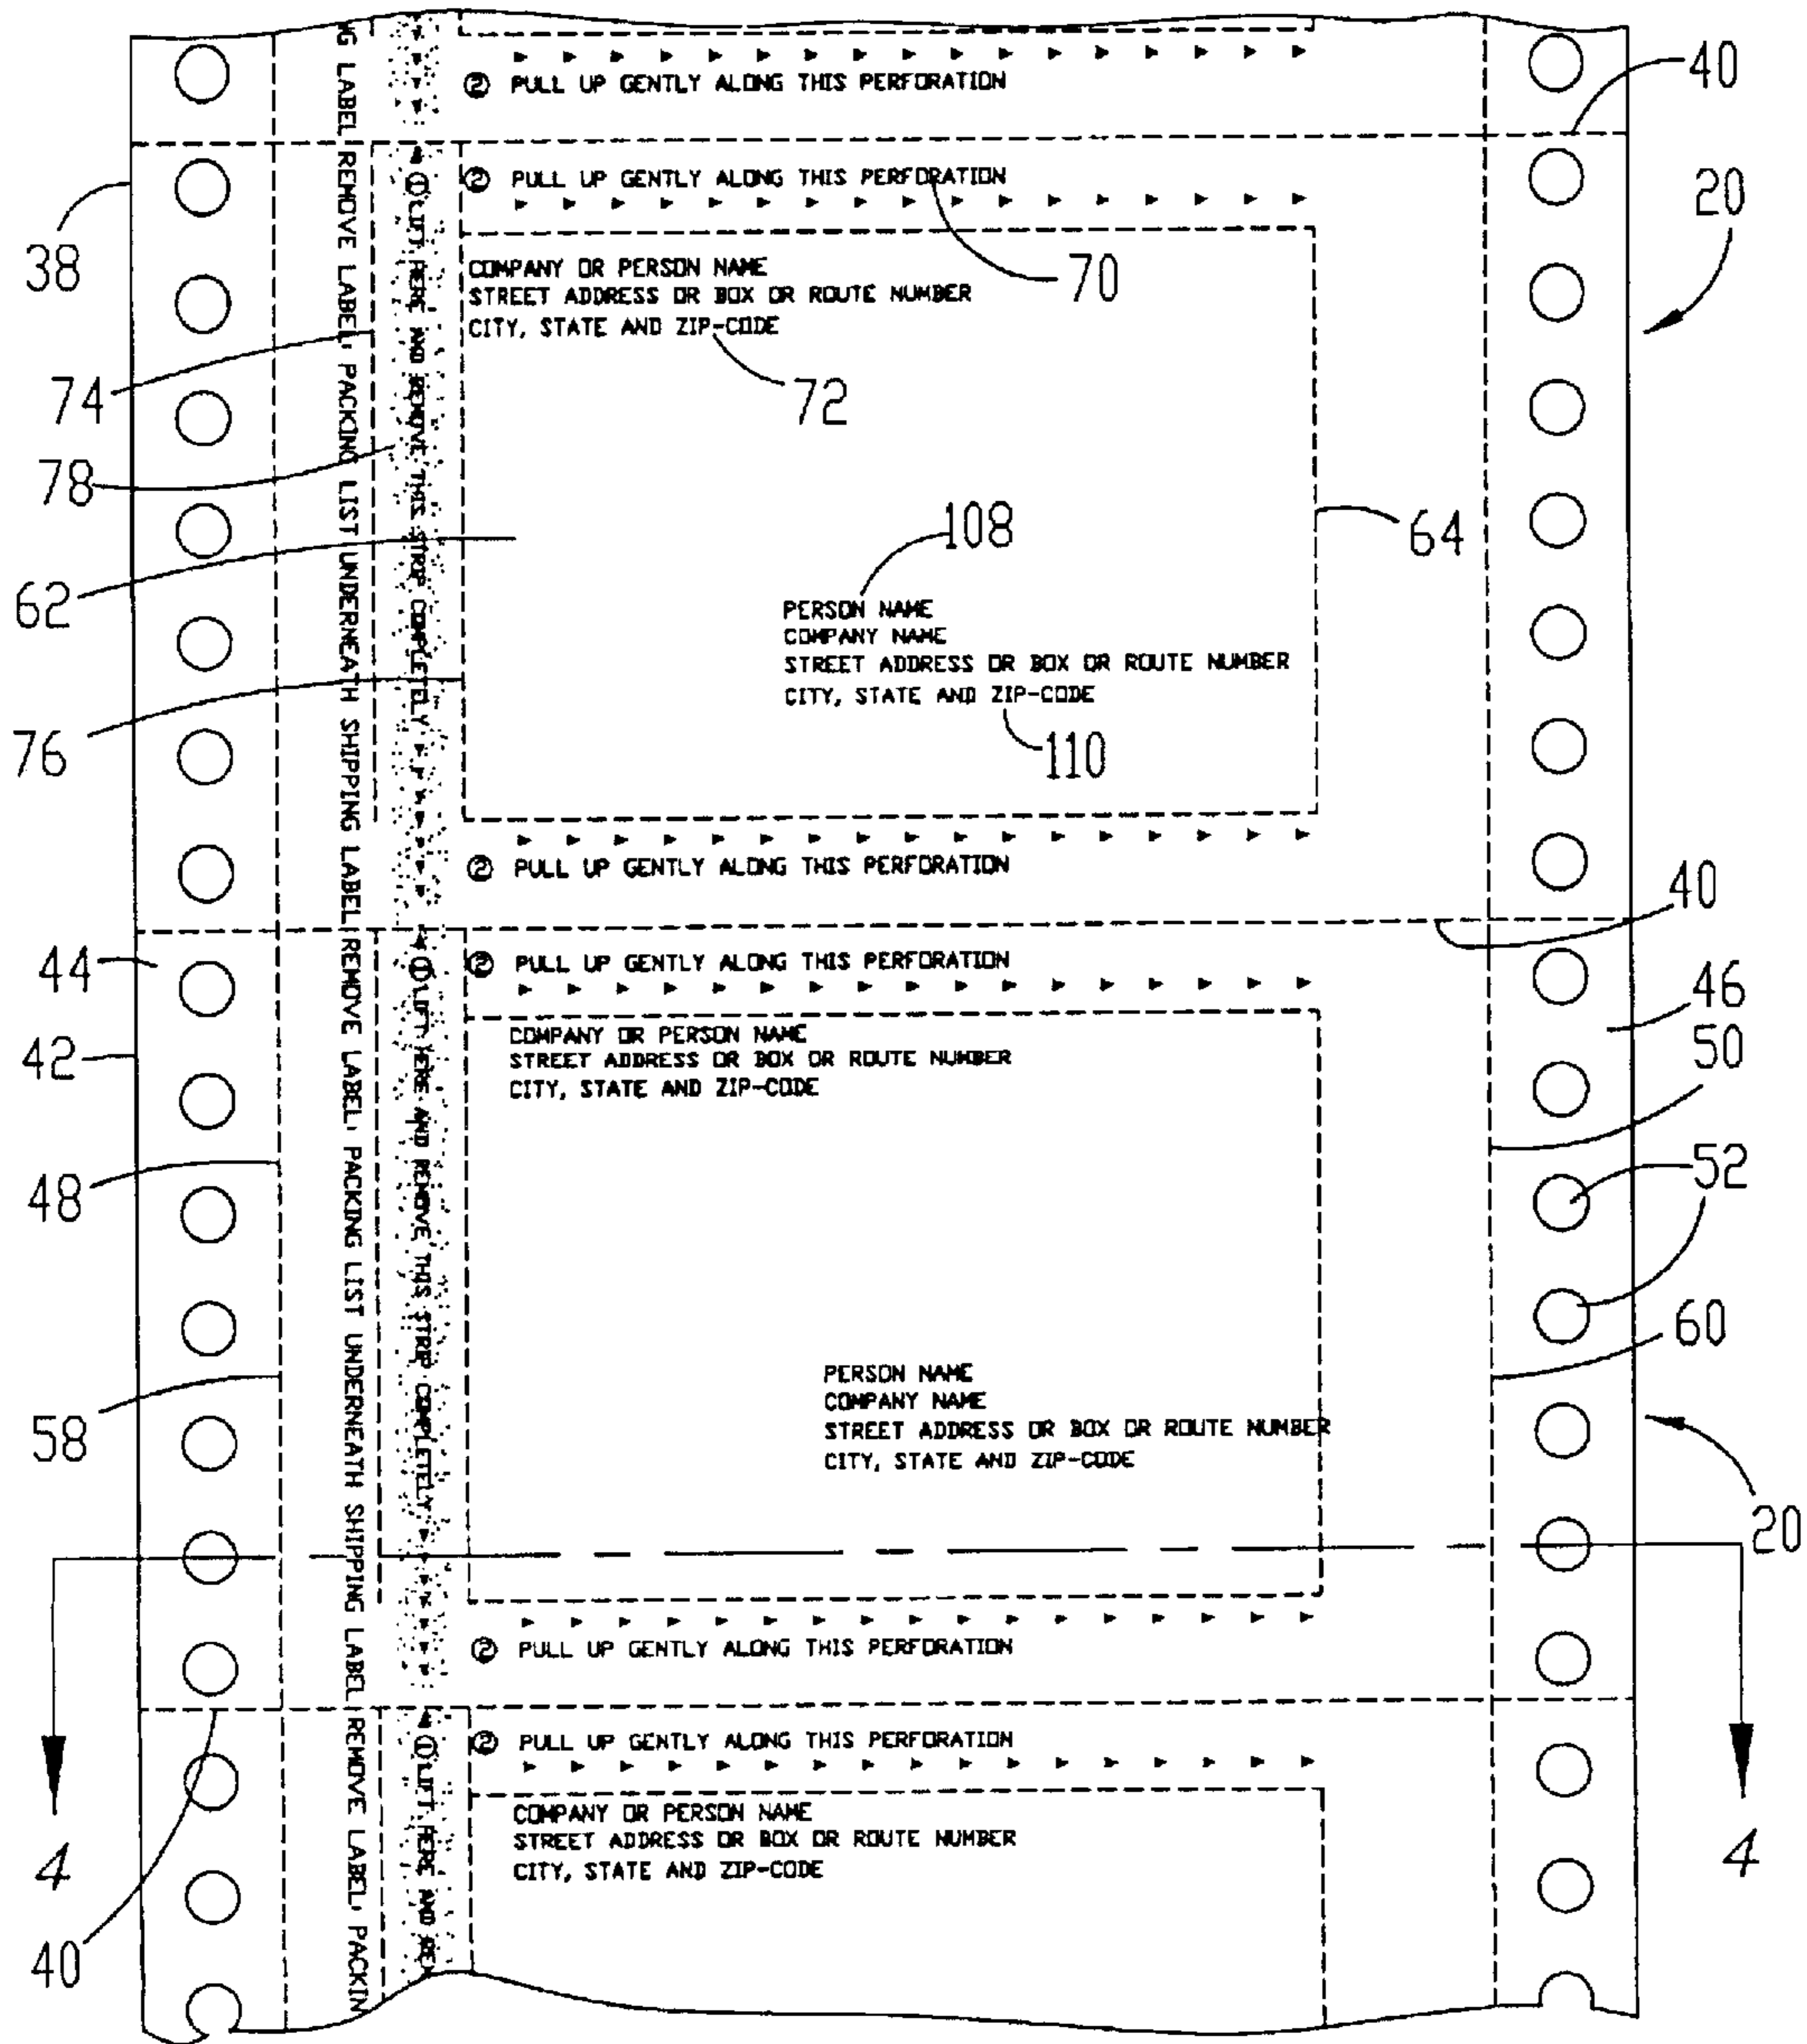 NG LABEL
② PULL UP GENTLY ALONG THIS PERFORATION
40
② PULL UP GENTLY ALONG THIS PERFORATION
20
38
COMPANY OR PERSON NAME
STREET ADDRESS OR BOX OR ROUTE NUMBER
CITY, STATE AND ZIP-CODE
70
72
74
78
REMOVE LABEL, PACKING LIST UNDERNEATH SHIPPING LABEL
① LIFT HERE AND REMOVE THIS STRIP COMPLETELY
108
64
62
PERSON NAME
COMPANY NAME
STREET ADDRESS OR BOX OR ROUTE NUMBER
CITY, STATE AND ZIP-CODE
76
110
② PULL UP GENTLY ALONG THIS PERFORATION
40
44
② PULL UP GENTLY ALONG THIS PERFORATION
46
42
COMPANY OR PERSON NAME
STREET ADDRESS OR BOX OR ROUTE NUMBER
CITY, STATE AND ZIP-CODE
50
48
52
REMOVE LABEL, PACKING LIST UNDERNEATH SHIPPING LABEL
① LIFT HERE AND REMOVE THIS STRIP COMPLETELY
60
58
PERSON NAME
COMPANY NAME
STREET ADDRESS OR BOX OR ROUTE NUMBER
CITY, STATE AND ZIP-CODE
20
② PULL UP GENTLY ALONG THIS PERFORATION
② PULL UP GENTLY ALONG THIS PERFORATION
COMPANY OR PERSON NAME
STREET ADDRESS OR BOX OR ROUTE NUMBER
CITY, STATE AND ZIP-CODE
4
4
40
REMOVE LABEL, PACKIN
① LIFT HERE AND REM